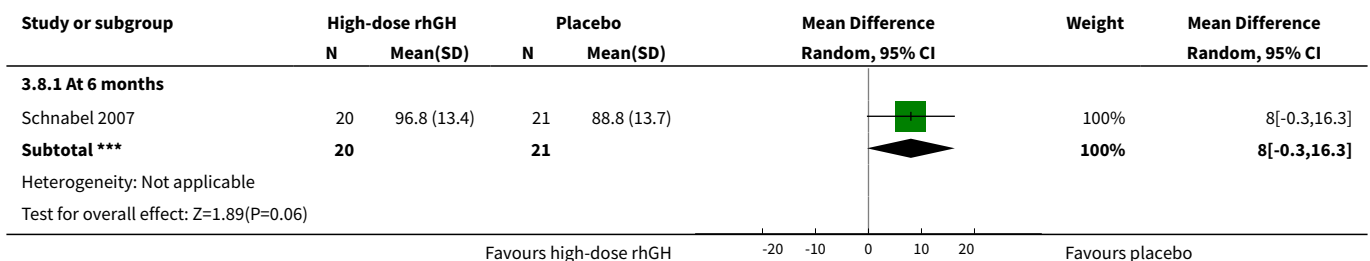 Study or subgroup High-dose rhGH Placebo Mean Difference Weight Mean Difference
N Mean(SD) N Mean(SD) Random, 95% CI Random, 95% CI
3.8.1 At 6 months
Schnabel 2007 20 96.8 (13.4) 21 88.8 (13.7) 100% 8[-0.3,16.3]
Subtotal *** 20 21 100% 8[-0.3,16.3]
Heterogeneity: Not applicable
Test for overall effect: Z=1.89(P=0.06)
Favours high-dose rhGH -20 -10 0 10 20 Favours placebo